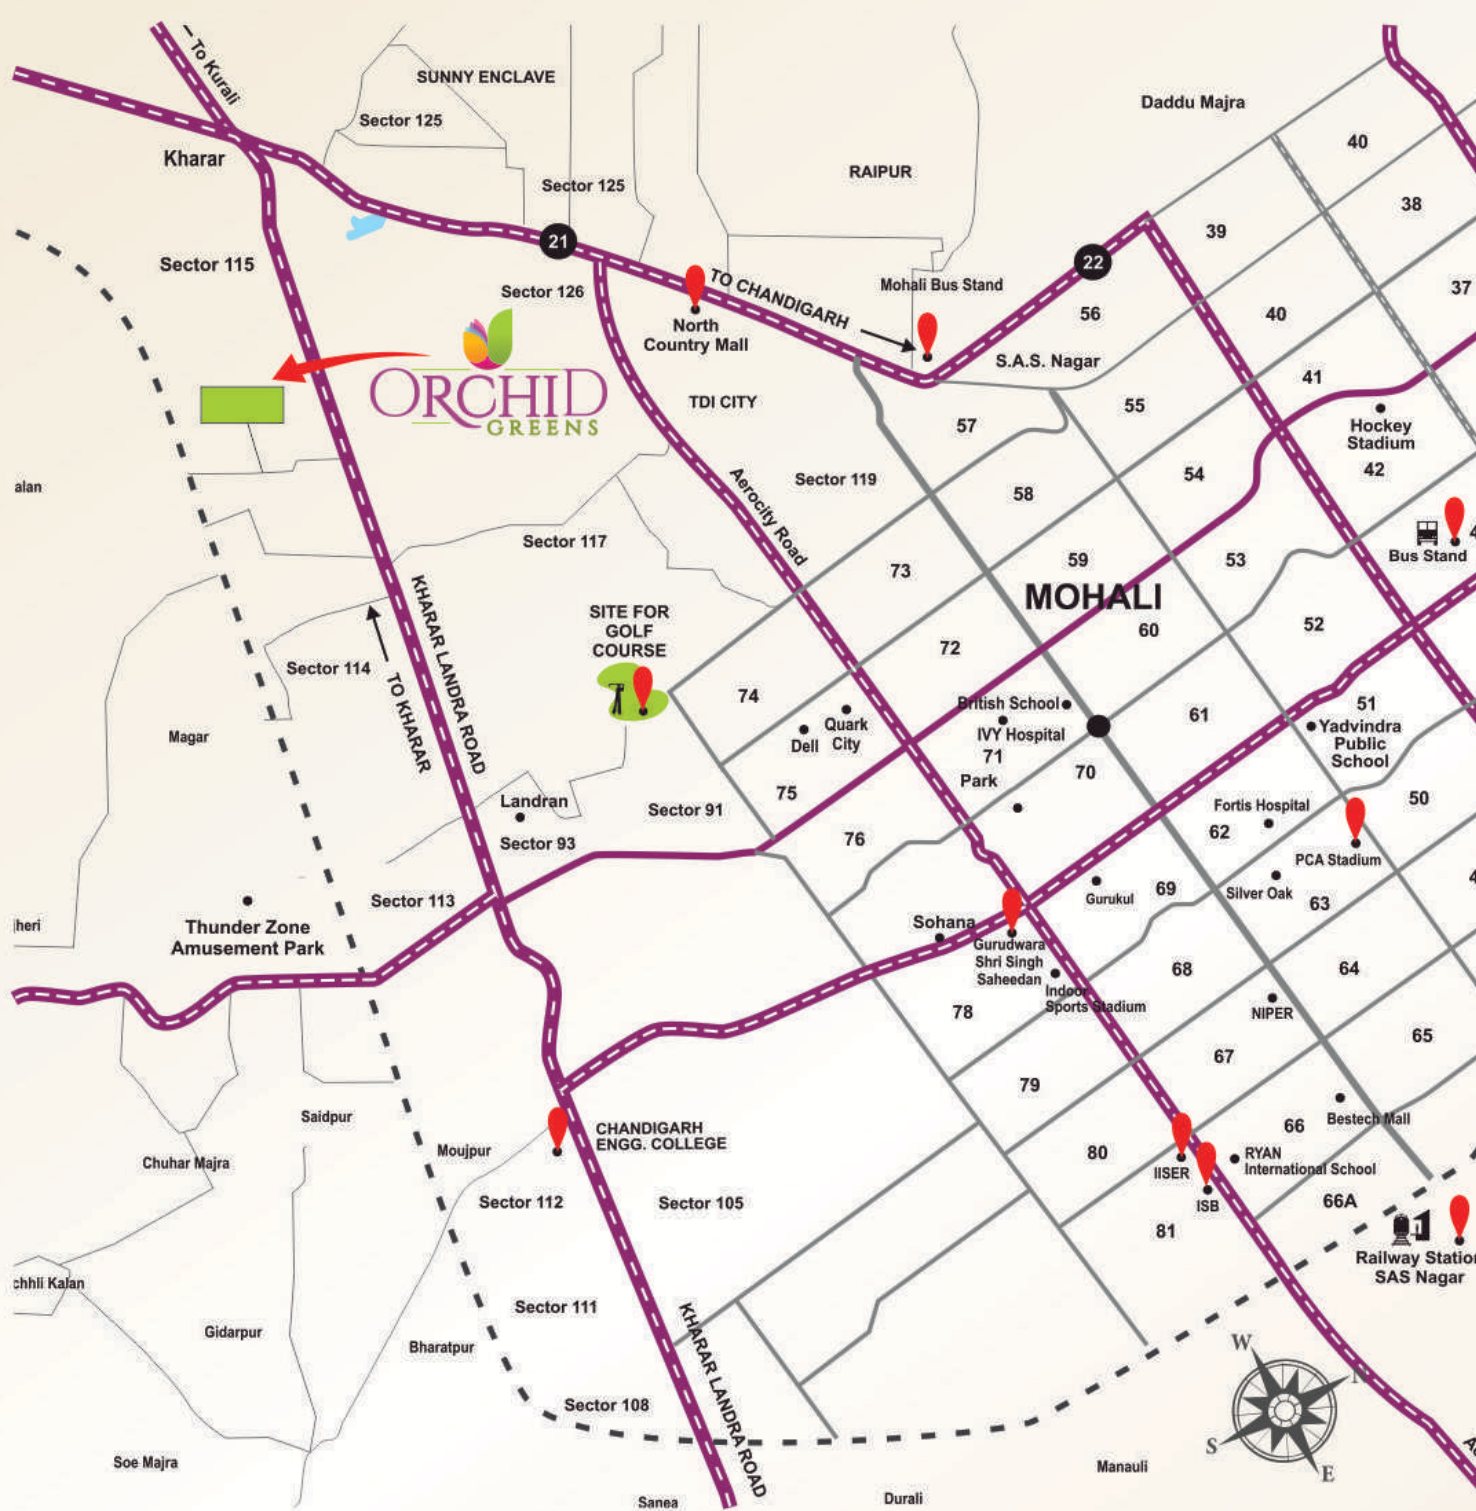 To Kurali
SUNNY ENCLAVE
Daddu Majra
Sector 125
40
Kharar
RAIPUR
Sector 125
38
39
21
22
Sector 115
Sector 126
TO CHANDIGARH
Mohali Bus Stand
37
56
40
North
Country Mall
S.A.S. Nagar
41
ORCHID
GREENS
TDI CITY
55
57
Hockey
Stadium
42
alan
Sector 119
54
58
Aerocity Road
Bus Stand
4
Sector 117
73
59
53
MOHALI
60
52
KHARAR LANDRA ROAD
SITE FOR
GOLF
COURSE
Sector 114
72
TO KHARAR
74
British School
51
61
Magar
Quark
City
Dell
IVY Hospital
71
Yadvindra
Public
School
Park
70
75
Landran
Sector 91
50
Fortis Hospital
62
Sector 93
76
PCA Stadium
4
Sector 113
69
Gurukul
Silver Oak
63
jheri
Thunder Zone
Amusement Park
Sohana
Gurudwara
Shri Singh
Saheedan
68
64
Indoor
Sports Stadium
78
NIPER
65
67
79
Saidpur
CHANDIGARH
ENGG. COLLEGE
66
Bestech Mall
Moujpur
80
RYAN
International School
Chuhar Majra
IISER
Sector 112
Sector 105
ISB
66A
81
Railway Station
SAS Nagar
chhli Kalan
Sector 111
Gidarpur
Bharatpur
KHARAR LANDRA ROAD
W
N
S
E
Sector 108
Soe Majra
Manauli
Sanea
Durali